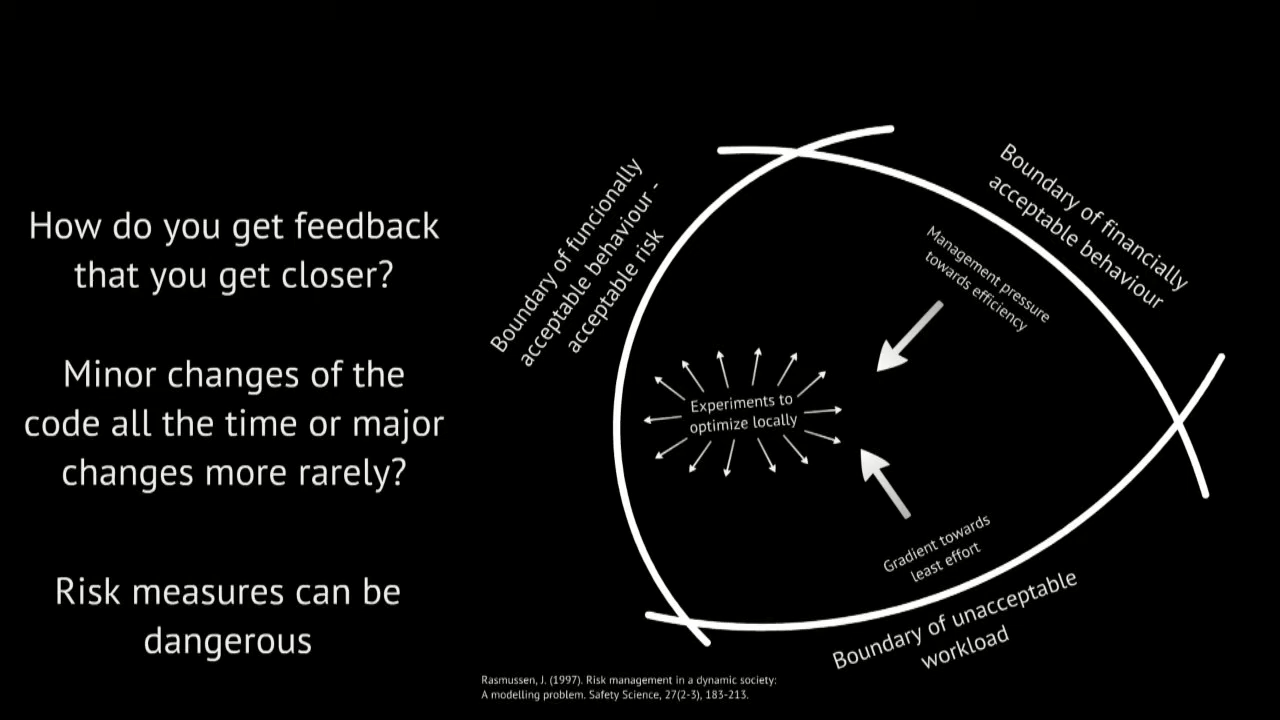 How do you get feedback
that you get closer?
Minor changes of the
code all the time or major
changes more rarely?
Risk measures can be
dangerous
Boundary of funcionally
acceptable behaviour -
acceptable risk
Boundary of financially
acceptable behaviour
Management pressure
towards efficiency
Experiments to
optimize locally
Gradient towards
least effort
Boundary of unacceptable
workload
Rasmussen, J. (1997). Risk management in a dynamic society:
A modelling problem. Safety Science, 27(2-3), 183-213.